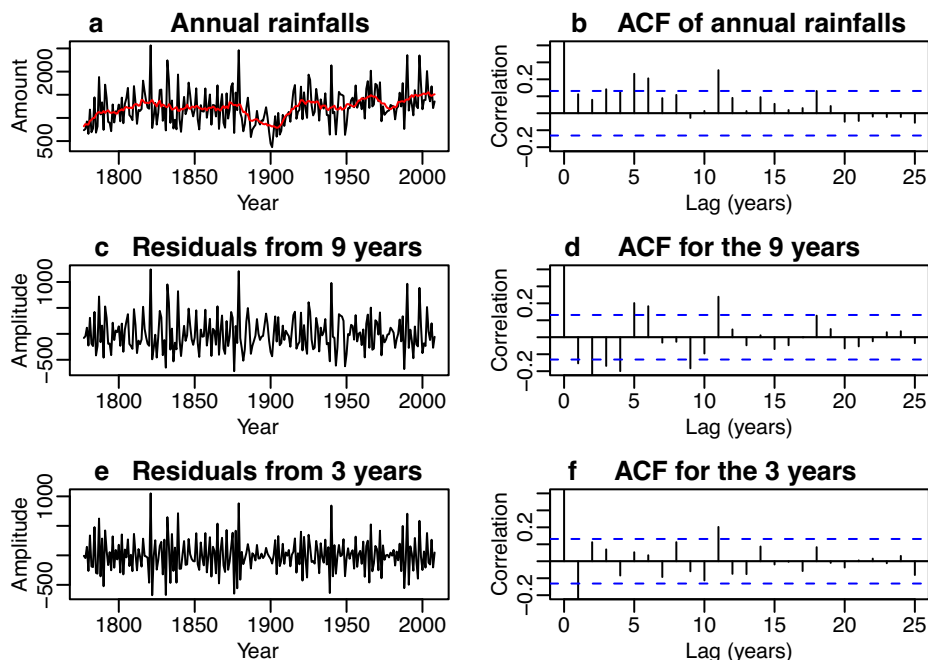 a Annual rainfalls
Amount
500 2000
1800 1850 1900 1950 2000
Year
b ACF of annual rainfalls
Correlation
−0.2 0.2
0 5 10 15 20 25
Lag (years)
c Residuals from 9 years
Amplitude
−500 1000
1800 1850 1900 1950 2000
Year
d ACF for the 9 years
Correlation
−0.2 0.2
0 5 10 15 20 25
Lag (years)
e Residuals from 3 years
Amplitude
−500 1000
1800 1850 1900 1950 2000
Year
f ACF for the 3 years
Correlation
−0.2 0.2
0 5 10 15 20 25
Lag (years)